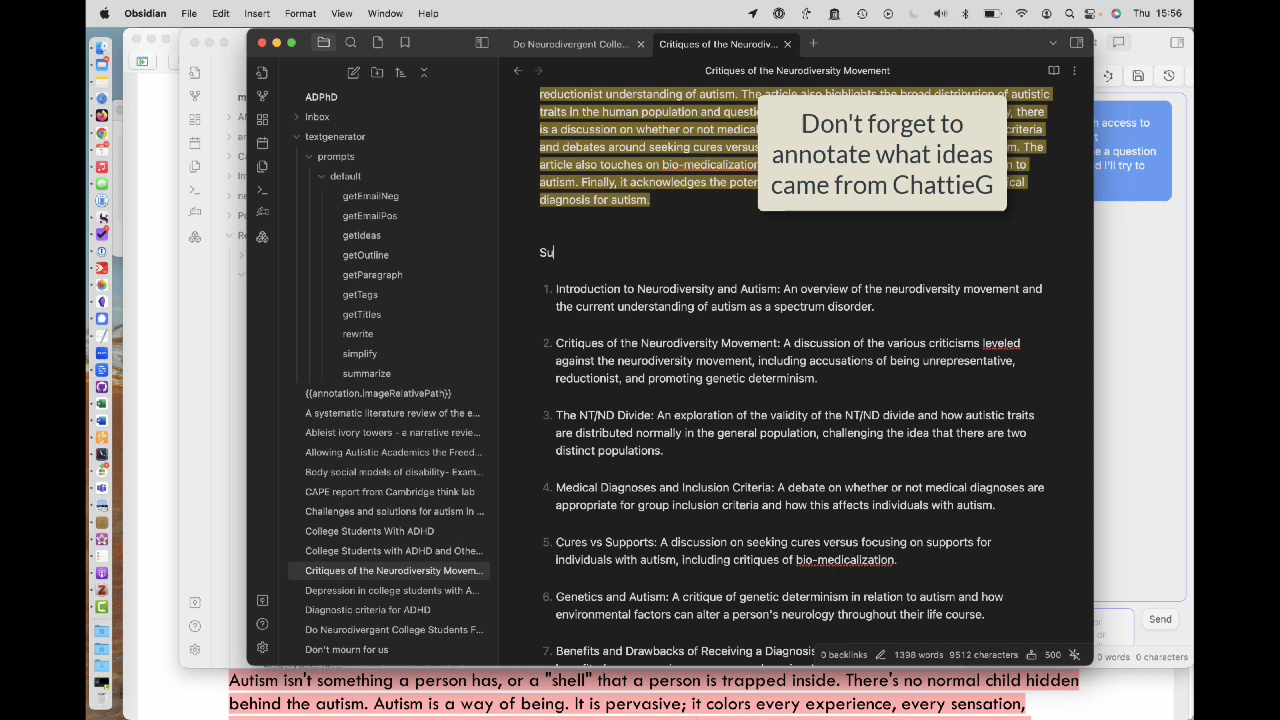 Obsidian File Edit Insert Format View Window Help
Thu 9 Nov 15:56
Do Neurodivergent Colle...
Critiques of the Neurodiv...
Critiques of the Neurodiversity Movement
ADPhD
Inbox
textgenerator
prompts
default
getEmailNeg
getEmailPos
getIdeas
getOutline
getParagraph
getTags
getTitles
rewrite
simplify
summarize
{{annotation.imageRelativePath}}
A systematic literature review of the e...
Ableist ivory towers - a narrative revie...
Allowing Autistic Academics the Freed...
Body social models of disability- Exam...
CAPE report from Cambridge think lab
Challenges and solutions for autism in ...
College Students With ADHD
College Students with ADHD and Othe...
Critiques of the Neurodiversity Movem...
Depression in college students with A...
Diagnostic criteria for ADHD
Do Neurodivergent College Students F...
Don't mourn for us
reductionist understanding of autism. The article also highlights the broad distribution of autistic
traits in the human population and questi
, there
is a discussion on whether or not medical
criteria
and debates around seeking cures versus
m. The
article also touches on bio-medicalization
n to
autism. Finally, it acknowledges the poten
ical
diagnosis for autism.
Don't forget to
annotate what ideas
came from ChattieG
Su
1. Introduction to Neurodiversity and Autism: An overview of the neurodiversity movement and
the current understanding of autism as a spectrum disorder.
2. Critiques of the Neurodiversity Movement: A discussion of the various criticisms leveled
against the neurodiversity movement, including accusations of being unrepresentative,
reductionist, and promoting genetic determinism.
3. The NT/ND Divide: An exploration of the validity of the NT/ND divide and how autistic traits
are distributed normally in the general population, challenging the idea that there are two
distinct populations.
4. Medical Diagnoses and Inclusion Criteria: A debate on whether or not medical diagnoses are
appropriate for group inclusion criteria and how this affects individuals with autism.
5. Cures vs Supports: A discussion on seeking cures versus focusing on supports for
individuals with autism, including critiques of bio-medicalization.
6. Genetics and Autism: A critique of genetic determinism in relation to autism and how
environmental factors can alter a person's neurology throughout their life course.
7. Benefits and Drawbacks of Receiving a Diagnosis
0 backlinks 1398 words 9512 characters 500
n access to
t
e a question
d I'll try to
or
or
Send
0 words 0 characters
Autism isn't something a person has, or a "shell" that a person is trapped inside. There's no normal child hidden
behind the autism. Autism is a way of being. It is pervasive; it colors every experience, every sensation,